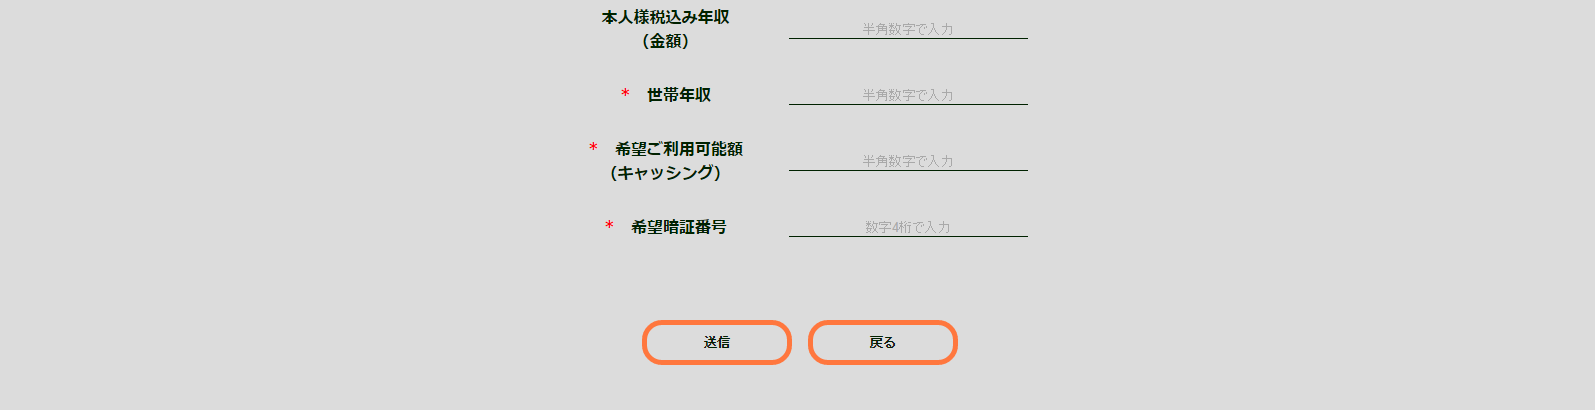 本人様税込み年収
（金額）
半角数字で入力
* 世帯年収
半角数字で入力
* 希望ご利用可能額
（キャッシング）
半角数字で入力
* 希望暗証番号
数字4桁で入力
送信
戻る